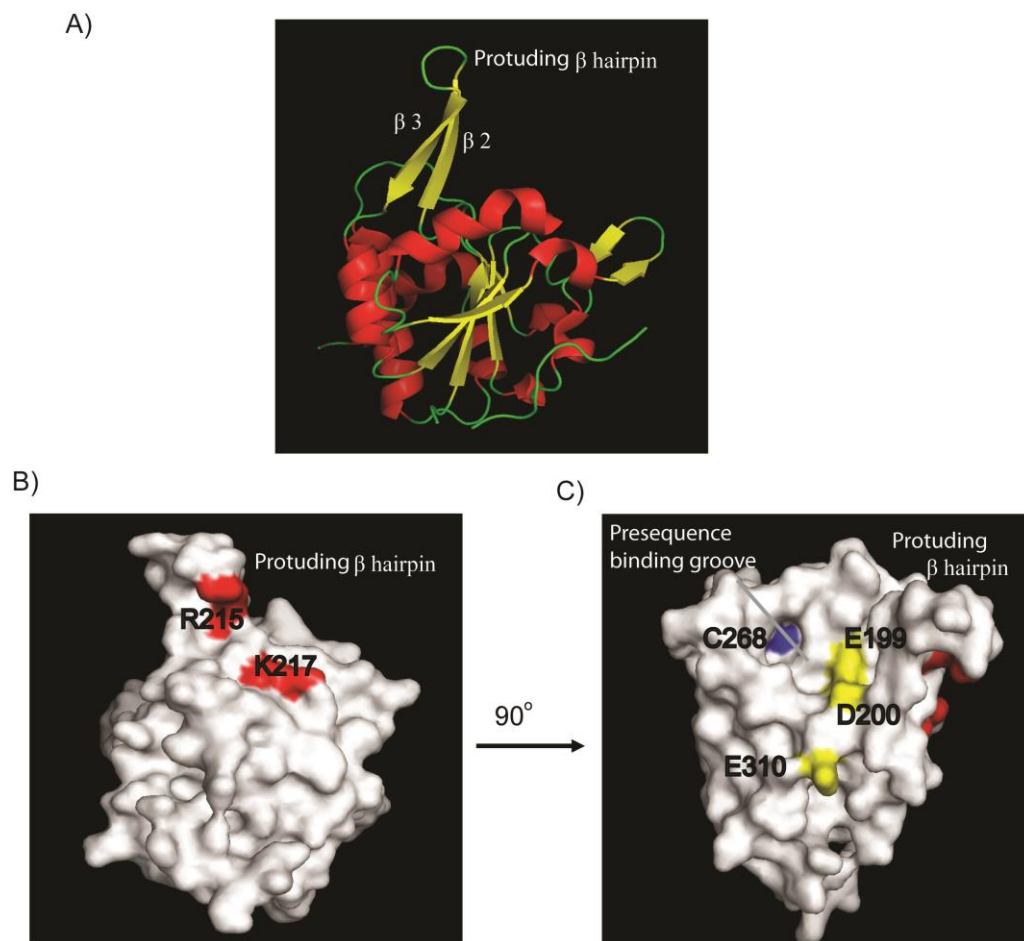 A)
Protuding β hairpin
β 3
β 2
B)
Protuding β hairpin
R215
K217
90°
C)
Presequence
binding groove
Protuding
β hairpin
C268
E199
D200
E310